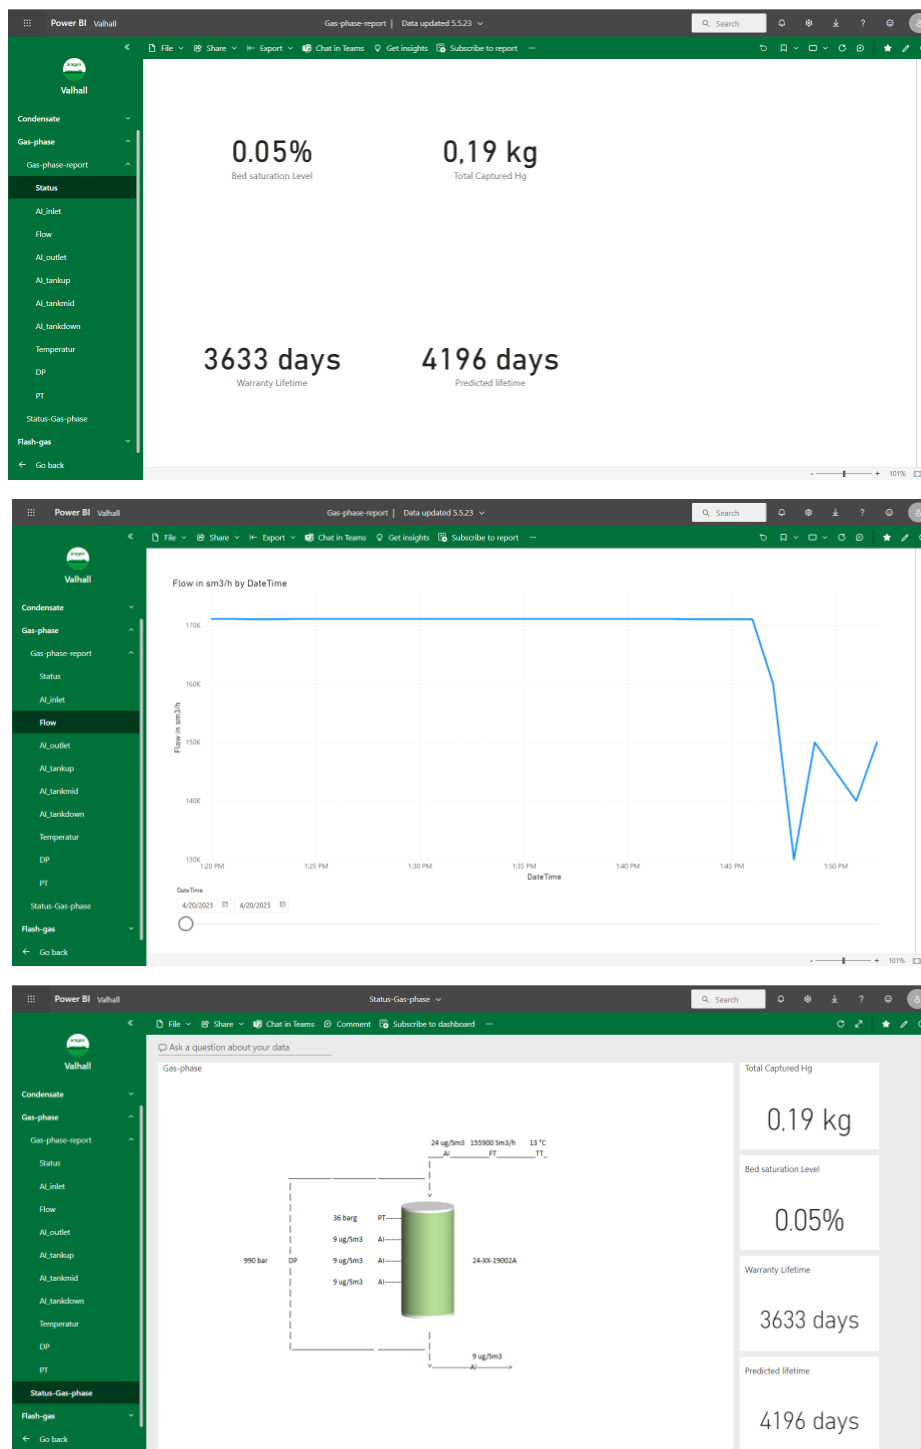 Power BI Valhall Gas-phase-report | Data updated 5.5.23 Search
File Share Export Chat in Teams Get insights Subscribe to report ...
aragon
Valhall
Condensate
Gas-phase
Gas-phase-report
Status
AI_inlet
Flow
AI_outlet
AI_tankup
AI_tankmid
AI_tankdown
Temperatur
DP
PT
Status-Gas-phase
Flash-gas
Go back
0.05% 0,19 kg
Bed saturation Level Total Captured Hg
3633 days 4196 days
Warranty Lifetime Predicted lifetime
- + 101%
Power BI Valhall Gas-phase-report | Data updated 5.5.23 Search
File Share Export Chat in Teams Get insights Subscribe to report ...
aragon
Valhall
Condensate
Gas-phase
Gas-phase-report
Status
AI_inlet
Flow
AI_outlet
AI_tankup
AI_tankmid
AI_tankdown
Temperatur
DP
PT
Status-Gas-phase
Flash-gas
Go back
Flow in sm3/h by DateTime
Flow in sm3/h
170K
160K
150K
140K
130K
1:20 PM 1:25 PM 1:30 PM 1:35 PM 1:40 PM 1:45 PM 1:50 PM
DateTime
DateTime
4/20/2023 4/20/2023
- + 101%
Power BI Valhall Status-Gas-phase Search
File Share Chat in Teams Comment Subscribe to dashboard ...
aragon
Valhall
Condensate
Gas-phase
Gas-phase-report
Status
AI_inlet
Flow
AI_outlet
AI_tankup
AI_tankmid
AI_tankdown
Temperatur
DP
PT
Status-Gas-phase
Flash-gas
Go back
Ask a question about your data
Gas-phase
24 ug/Sm3 155900 Sm3/h 13 °C
AI FT TT
36 barg PT
9 ug/Sm3 AI
990 bar DP 9 ug/Sm3 AI 24-XX-19002A
9 ug/Sm3 AI
9 ug/Sm3
AI
Total Captured Hg
0,19 kg
Bed saturation Level
0.05%
Warranty Lifetime
3633 days
Predicted lifetime
4196 days